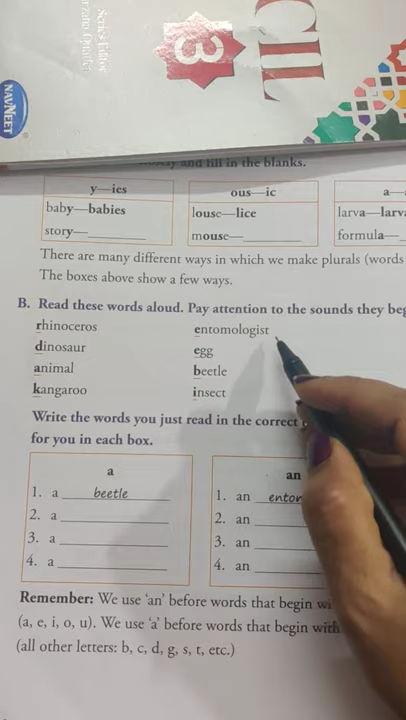 CIL
3
Series Editor
NAVNEET
and fill in the blanks.
y—ies
ous—ic
a—
baby—babies
louse—lice
larva—larv
story—
mouse—
formula—
There are many different ways in which we make plurals (words
The boxes above show a few ways.
B. Read these words aloud. Pay attention to the sounds they beg
rhinoceros
entomologist
dinosaur
egg
animal
beetle
kangaroo
insect
Write the words you just read in the correct
for you in each box.
a
an
1. a beetle
1. an entom
2. a
2. an
3. a
3. an
4. a
4. an
Remember: We use ‘an’ before words that begin wi
(a, e, i, o, u). We use ‘a’ before words that begin with
(all other letters: b, c, d, g, s, t, etc.)